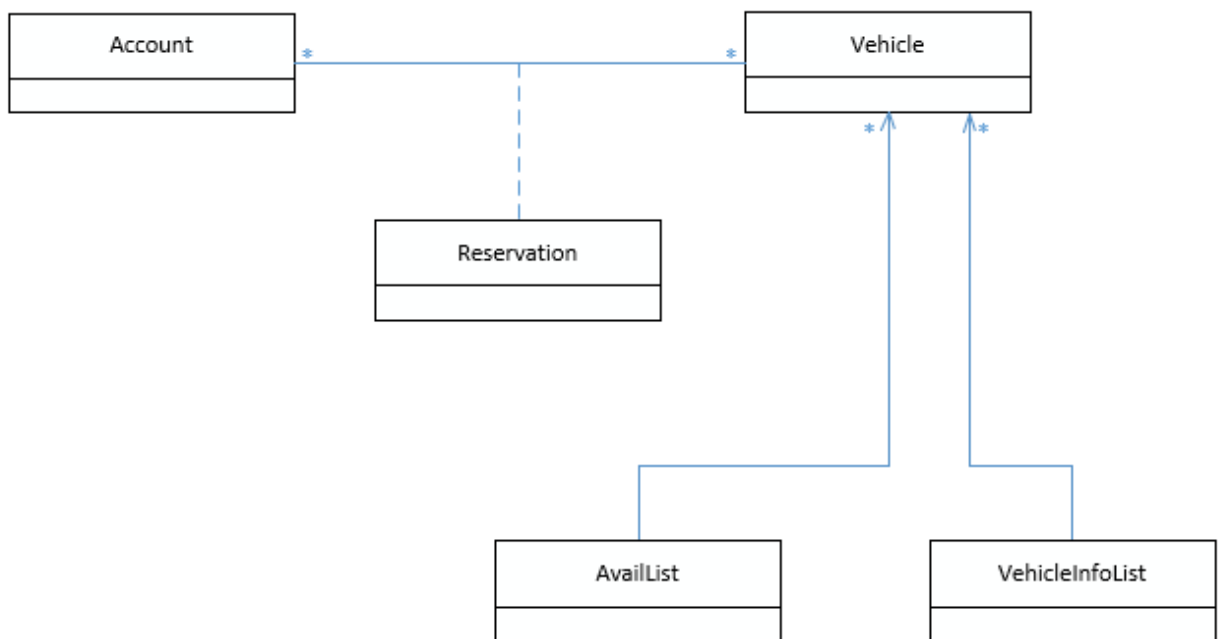 Account
*
*
Vehicle
*
*
Reservation
AvailList
VehicleInfoList